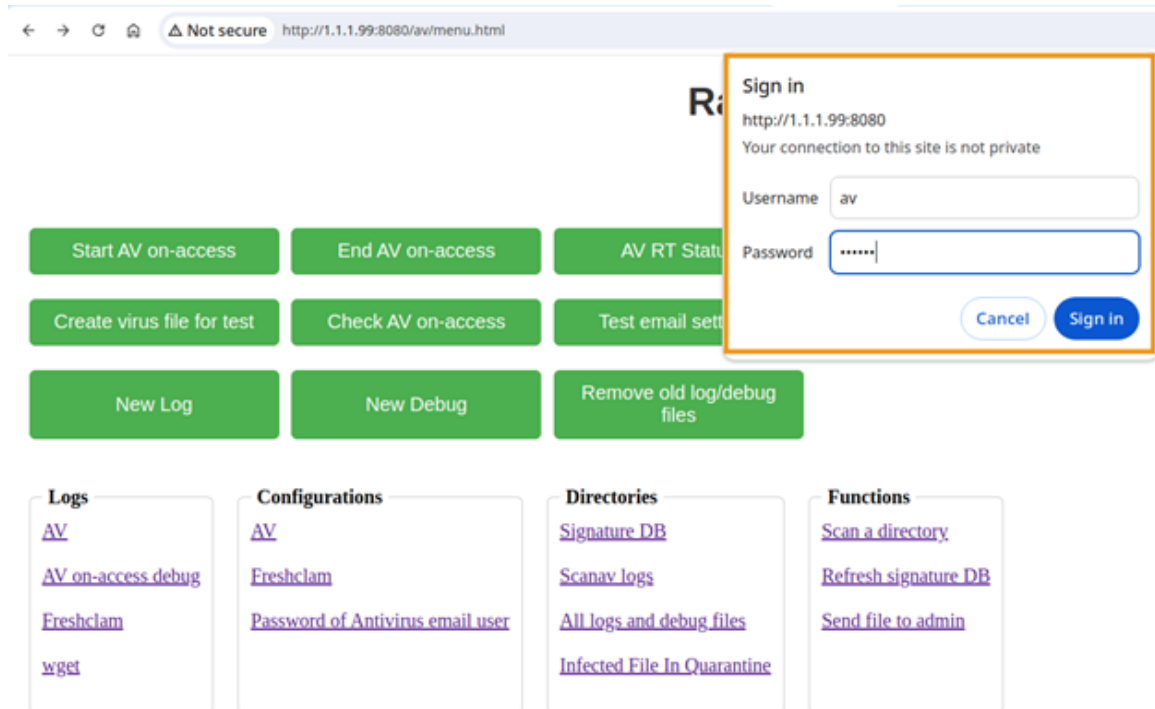 Not secure http://1.1.1.99:8080/av/menu.html
Sign in
http://1.1.1.99:8080
Your connection to this site is not private
Username av
Password ••••••
Cancel Sign in
Start AV on-access End AV on-access AV RT
Create virus file for test Check AV on-access Test email
New Log New Debug Remove old log/debug
files
Logs
AV
AV on-access debug
Freshclam
wget
Configurations
AV
Freshclam
Password of Antivirus email user
Directories
Signature DB
Scanav logs
All logs and debug files
Infected File In Quarantine
Functions
Scan a directory
Refresh signature DB
Send file to admin